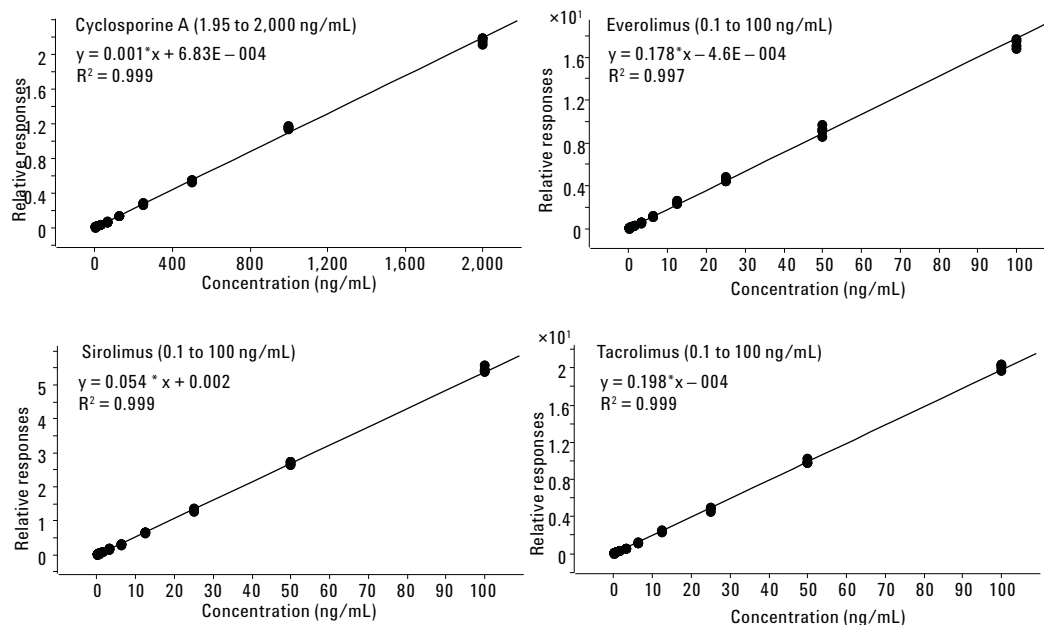 Cyclosporine A (1.95 to 2,000 ng/mL)
y = 0.001*x + 6.83E – 004
R² = 0.999
Relative responses
2
1.6
1.2
0.8
0.4
0
0 400 800 1,200 1,600 2,000
Concentration (ng/mL)
×10¹
Everolimus (0.1 to 100 ng/mL)
y = 0.178*x – 4.6E – 004
R² = 0.997
Relative responses
1.6
1.2
0.8
0.4
0
0 10 20 30 40 50 60 70 80 90 100
Concentration (ng/mL)
Sirolimus (0.1 to 100 ng/mL)
y = 0.054 * x + 0.002
R² = 0.999
Relative responses
5
4
3
2
1
0
0 10 20 30 40 50 60 70 80 90 100
Concentration (ng/mL)
×10¹
Tacrolimus (0.1 to 100 ng/mL)
y = 0.198*x – 004
R² = 0.999
Relative responses
2
1.6
1.2
0.8
0.4
0
0 10 20 30 40 50 60 70 80 90 100
Concentration (ng/mL)